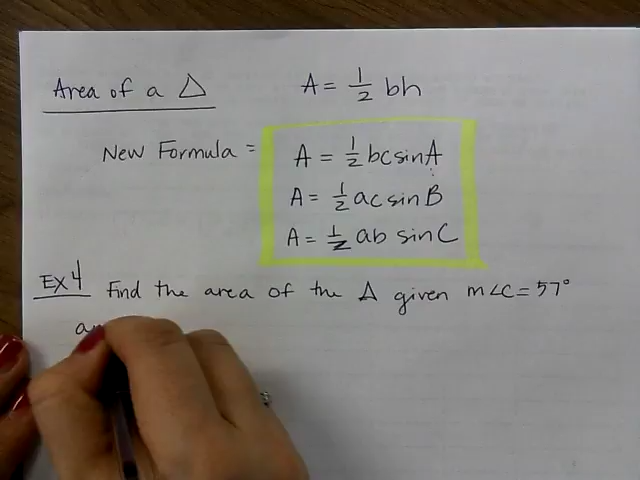 Area of a △ A = 1/2 bh
New Formula = A = 1/2 bc sin A
A = 1/2 ac sin B
A = 1/2 ab sin C
Ex 4 Find the area of the △ given m∠C = 57°